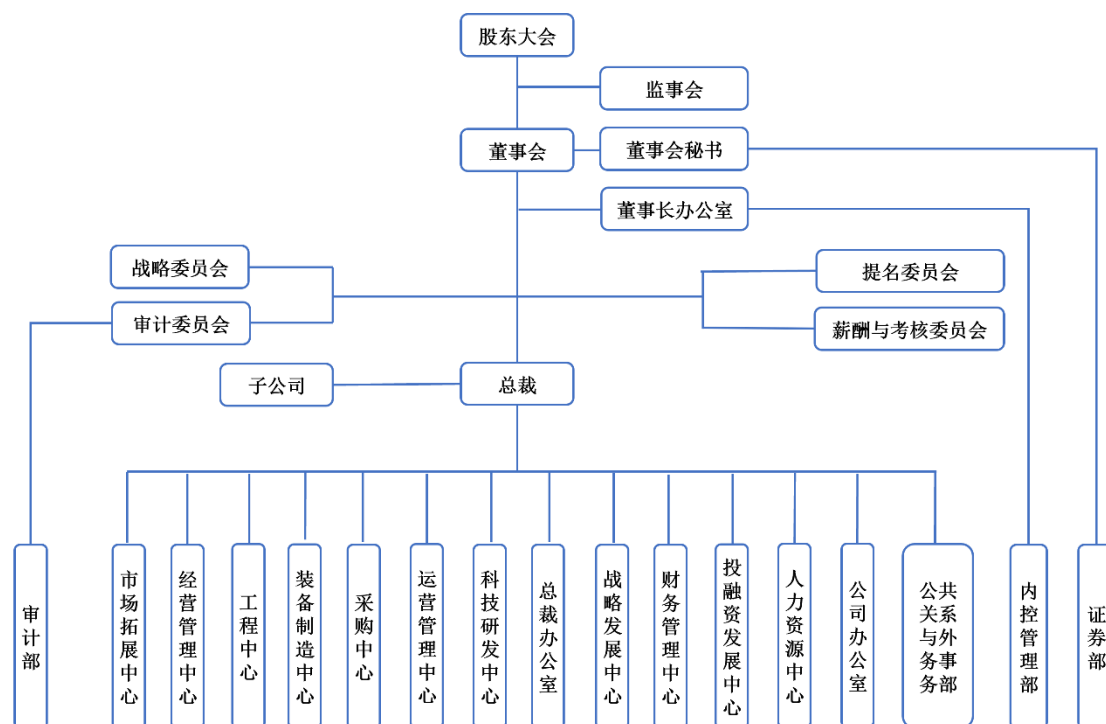 股东大会
监事会
董事会
董事会秘书
董事长办公室
战略委员会
提名委员会
审计委员会
薪酬与考核委员会
子公司
总裁
审计部
市场拓展中心
经营管理中心
工程中心
装备制造中心
采购中心
运营管理中心
科技研发中心
总裁办公室
战略发展中心
财务管理中心
投融资发展中心
人力资源中心
公司办公室
公共
关系
与外
务事
务部
内控管理部
证券部